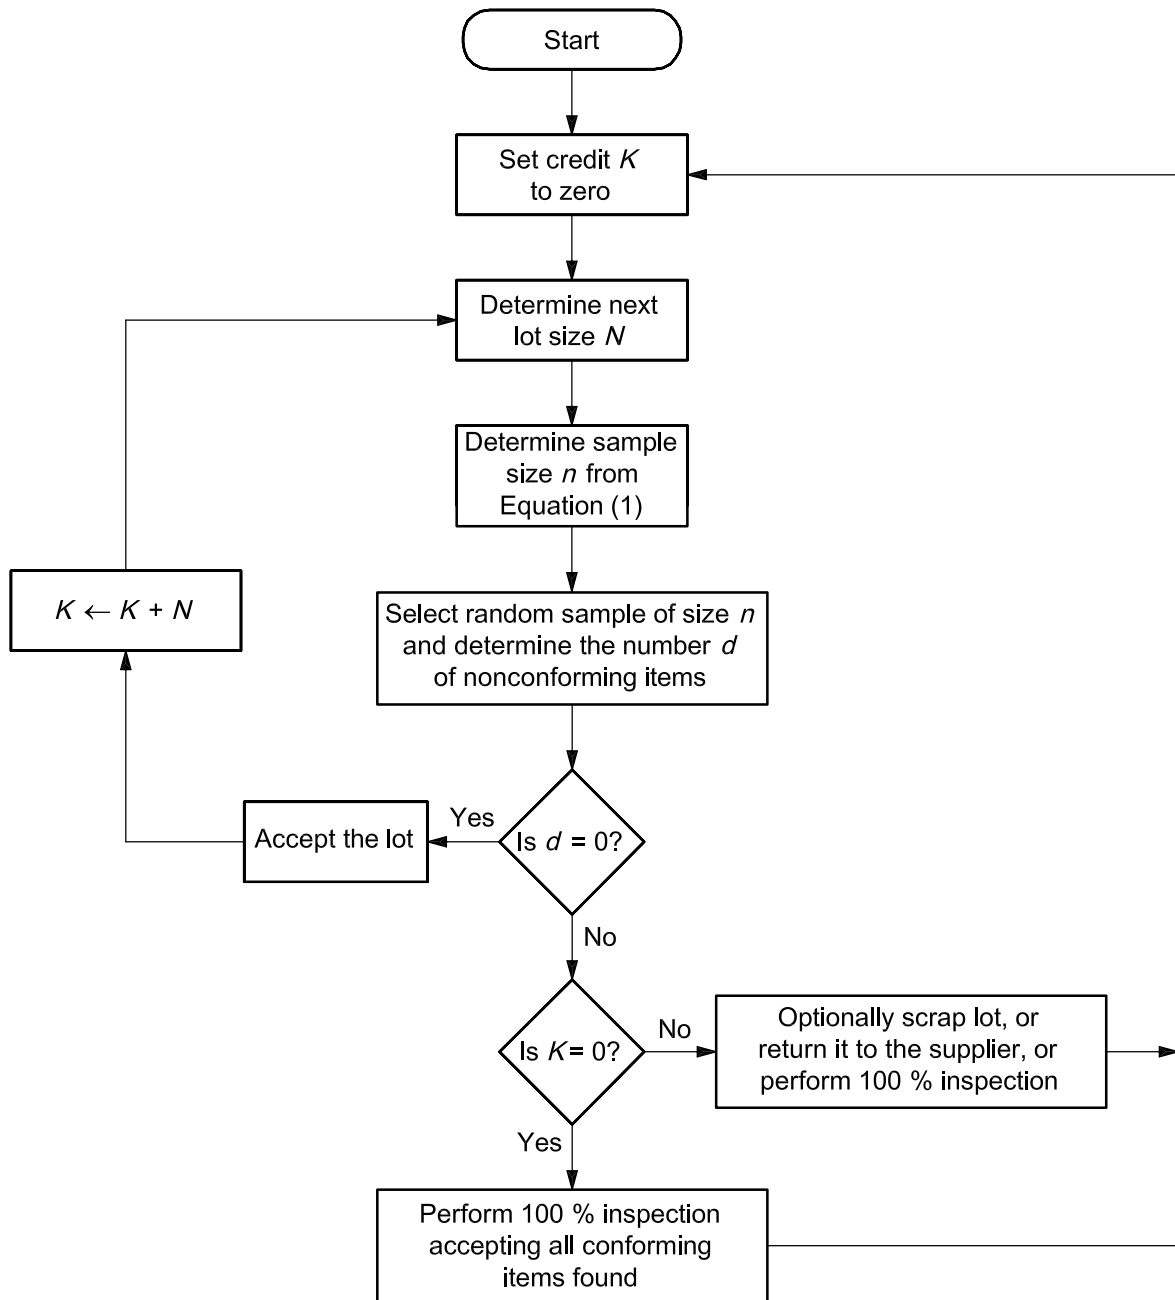 Start
Set credit K
to zero
Determine next
lot size N
Determine sample
size n from
Equation (1)
K ← K + N
Select random sample of size n
and determine the number d
of nonconforming items
Accept the lot
Yes
Is d = 0?
No
Is K = 0?
No
Optionally scrap lot, or
return it to the supplier, or
perform 100 % inspection
Yes
Perform 100 % inspection
accepting all conforming
items found